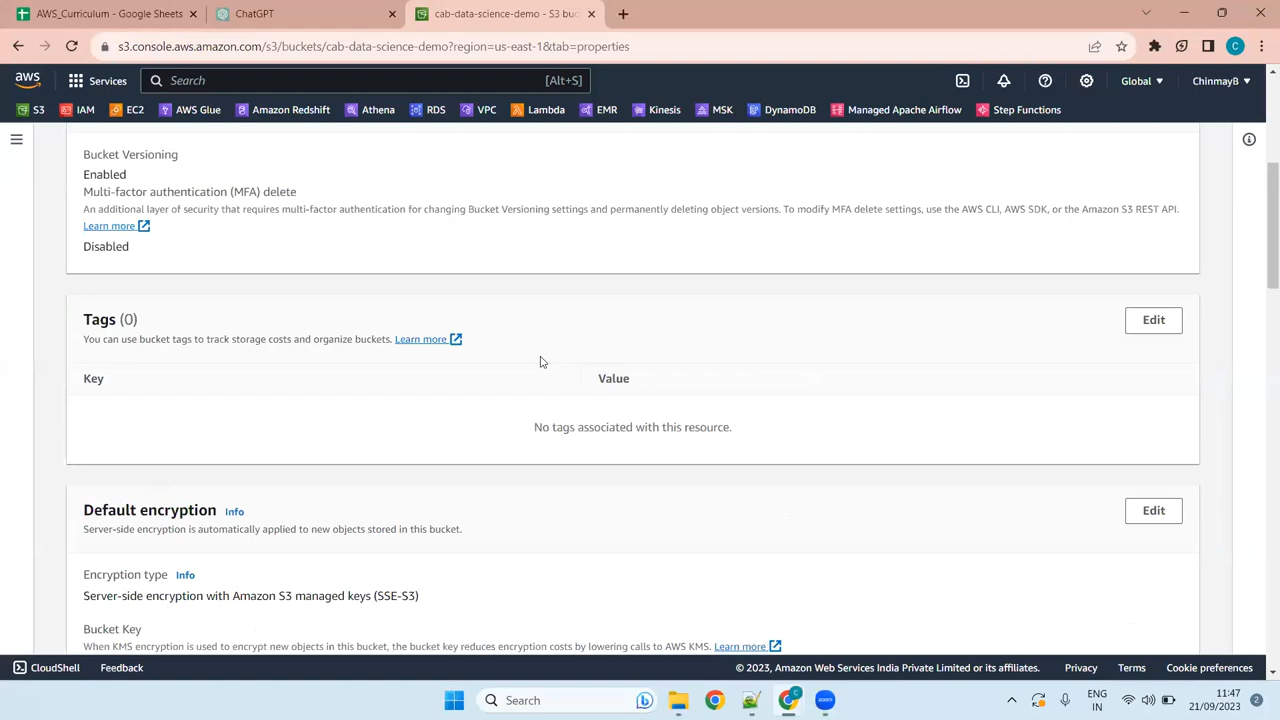 AWS_Curriculum - Google Sheets
ChatGPT
cab-data-science-demo - S3 buc
s3.console.aws.amazon.com/s3/buckets/cab-data-science-demo?region=us-east-1&tab=properties
aws Services Search [Alt+S] Global ChinmayB
S3 IAM EC2 AWS Glue Amazon Redshift Athena RDS VPC Lambda EMR Kinesis MSK DynamoDB Managed Apache Airflow Step Functions
Bucket Versioning
Enabled
Multi-factor authentication (MFA) delete
An additional layer of security that requires multi-factor authentication for changing Bucket Versioning settings and permanently deleting object versions. To modify MFA delete settings, use the AWS CLI, AWS SDK, or the Amazon S3 REST API.
Learn more
Disabled
Tags (0)
Edit
You can use bucket tags to track storage costs and organize buckets. Learn more
Key Value
No tags associated with this resource.
Default encryption Info
Edit
Server-side encryption is automatically applied to new objects stored in this bucket.
Encryption type Info
Server-side encryption with Amazon S3 managed keys (SSE-S3)
Bucket Key
When KMS encryption is used to encrypt new objects in this bucket, the bucket key reduces encryption costs by lowering calls to AWS KMS. Learn more
CloudShell Feedback © 2023, Amazon Web Services India Private Limited or its affiliates. Privacy Terms Cookie preferences
Search
zoom
ENG
IN
11:47
21/09/2023
2